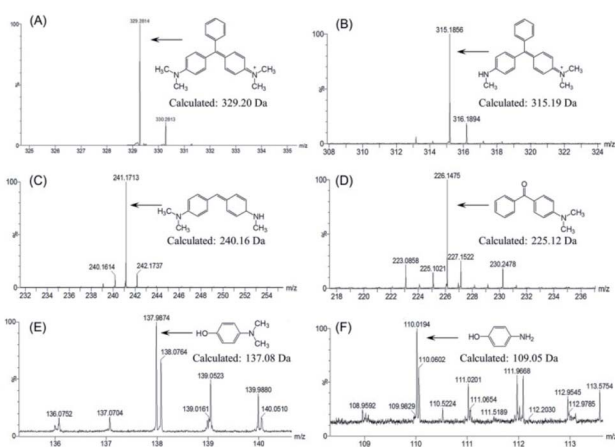 (A)
329.2014
330.2013
H₃C
N
CH₃
N⁺
CH₃
CH₃
Calculated: 329.20 Da
100
%
0
325 326 327 328 329 330 331 332 333 334 335
m/z
(B)
315.1856
316.1894
HN
CH₃
N⁺
CH₃
CH₃
Calculated: 315.19 Da
100
%
0
308 310 312 314 316 318 320 322 324
m/z
(C)
241.1713
240.1614
242.1737
H₃C
N
CH₃
NH
H₃C
Calculated: 240.16 Da
100
%
0
232 234 236 238 240 242 244 246 248 250 252 254
m/z
(D)
226.1475
223.0858
225.1021
227.1522
230.2478
O
N
CH₃
CH₃
Calculated: 225.12 Da
100
%
0
218 220 222 224 226 228 230 232 234 236
m/z
(E)
137.9874
138.0764
136.0752
137.0704
139.0161
139.0523
139.9880
140.0510
HO
N
CH₃
CH₃
Calculated: 137.08 Da
100
%
0
136 137 138 139 140
m/z
(F)
110.0194
110.0602
108.9592
109.9829
110.5224
111.0201
111.0654
111.5189
111.9668
112.2030
112.9545
112.9785
113.5754
HO
NH₂
Calculated: 109.05 Da
100
%
0
109 110 111 112 113
m/z